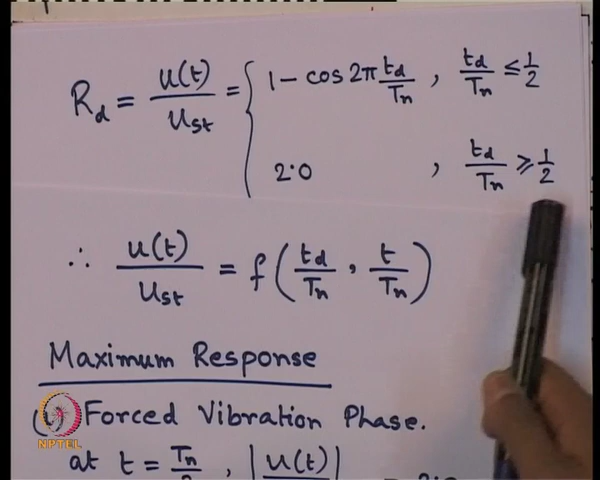 R_d = u(t)/u_st = { 1 - cos 2π t_d/T_n , t_d/T_n ≤ 1/2
2.0 , t_d/T_n ≥ 1/2
∴ u(t)/u_st = f(t_d/T_n , t/T_n)
Maximum Response
Forced Vibration Phase.
NPTEL
at t = T_n/2 , |u(t)|